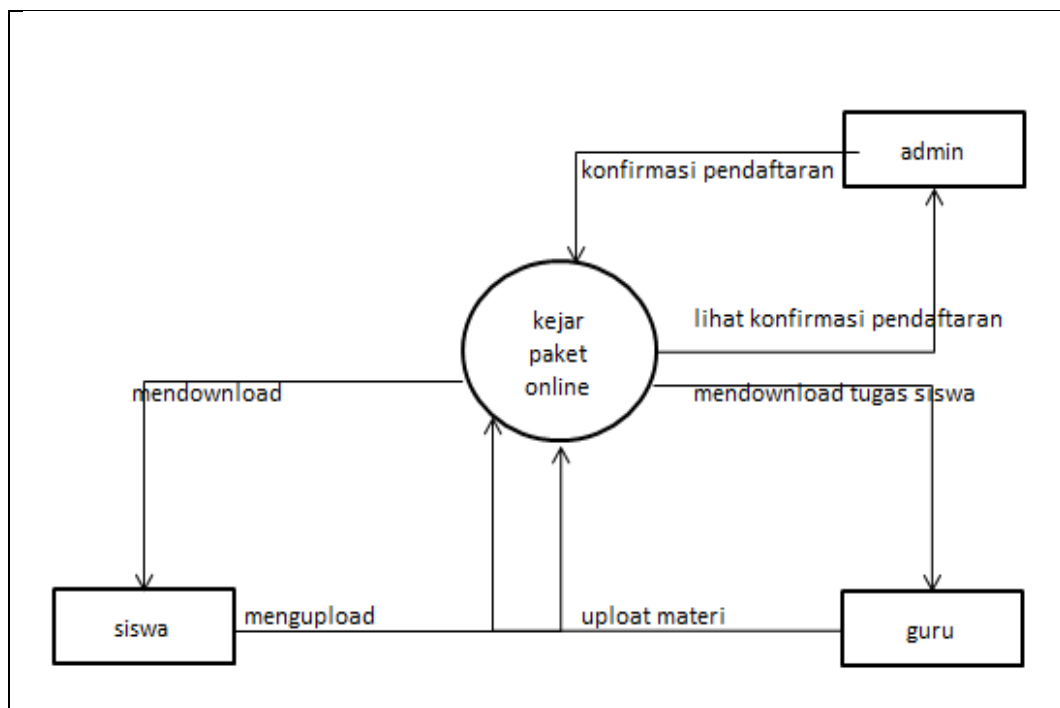 admin
konfirmasi pendaftaran
kejar
paket
online
lihat konfirmasi pendaftaran
mendownload
mendownload tugas siswa
siswa
mengupload
uploat materi
guru